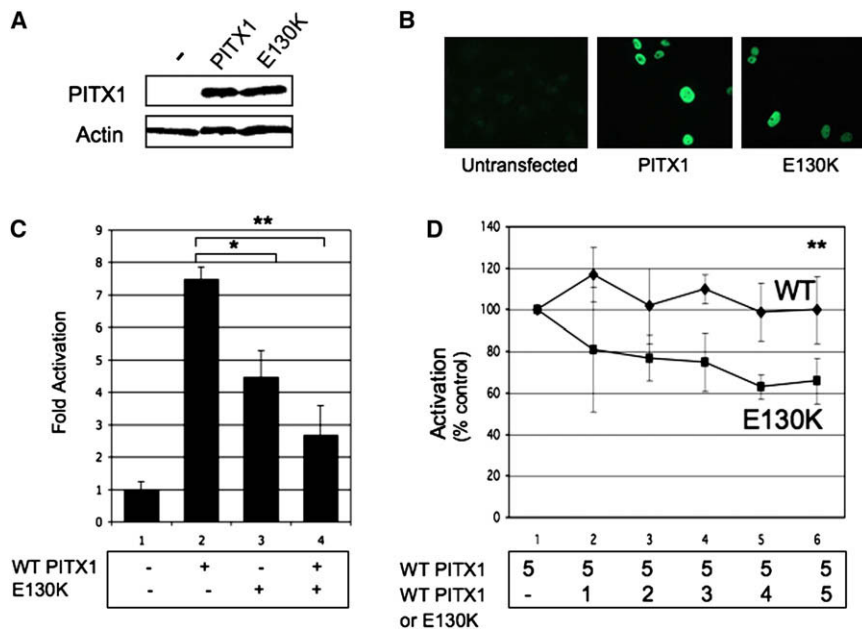 A
- PITX1 E130K
PITX1
Actin
B
Untransfected PITX1 E130K
C
**
*
Fold Activation
9
8
7
6
5
4
3
2
1
0
1 2 3 4
WT PITX1 - + - +
E130K - - + +
D
**
WT
E130K
Activation
(% control)
140
120
100
80
60
40
20
0
1 2 3 4 5 6
WT PITX1 5 5 5 5 5 5
WT PITX1 - 1 2 3 4 5
or E130K